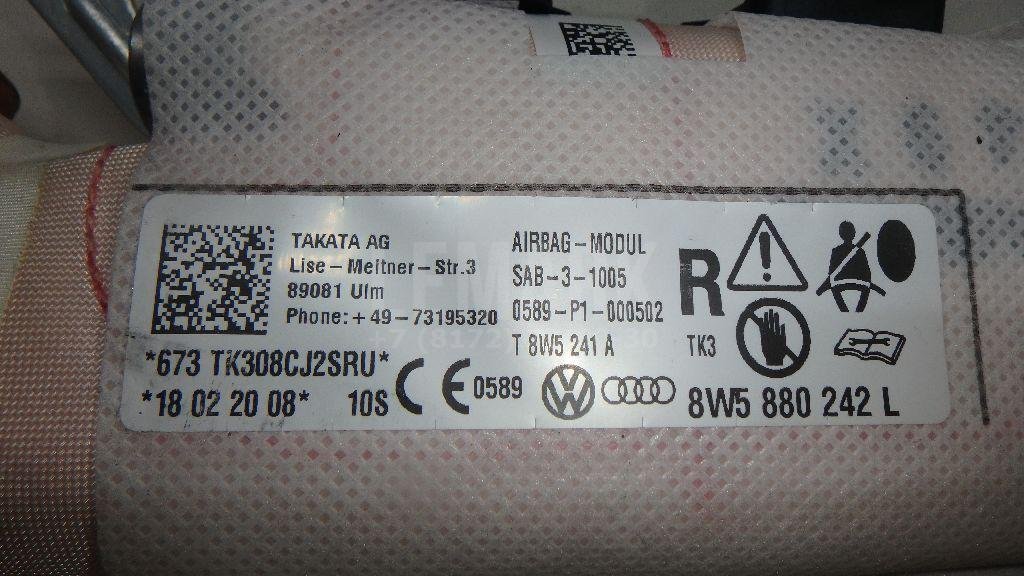 TAKATA AG
Lise-Meitner-Str.3
89081 Ulm
Phone:+49-73195320
*673 TK308CJ2SRU*
*18 02 20 08* 10S
CE 0589
AIRBAG-MODUL
SAB-3-1005
0589-P1-000502
T 8W5 241 A
TK3
R
8W5 880 242 L